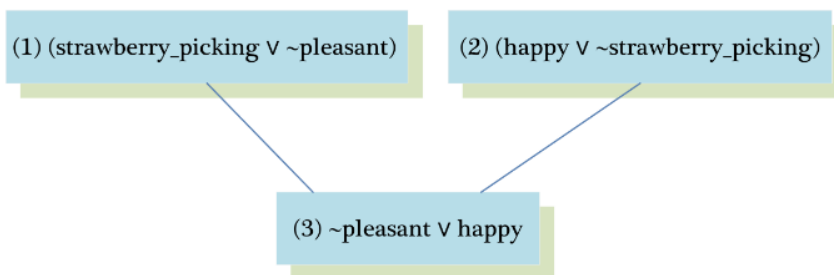 (1) (strawberry_picking ∨ ~pleasant)
(2) (happy ∨ ~strawberry_picking)
(3) ~pleasant ∨ happy